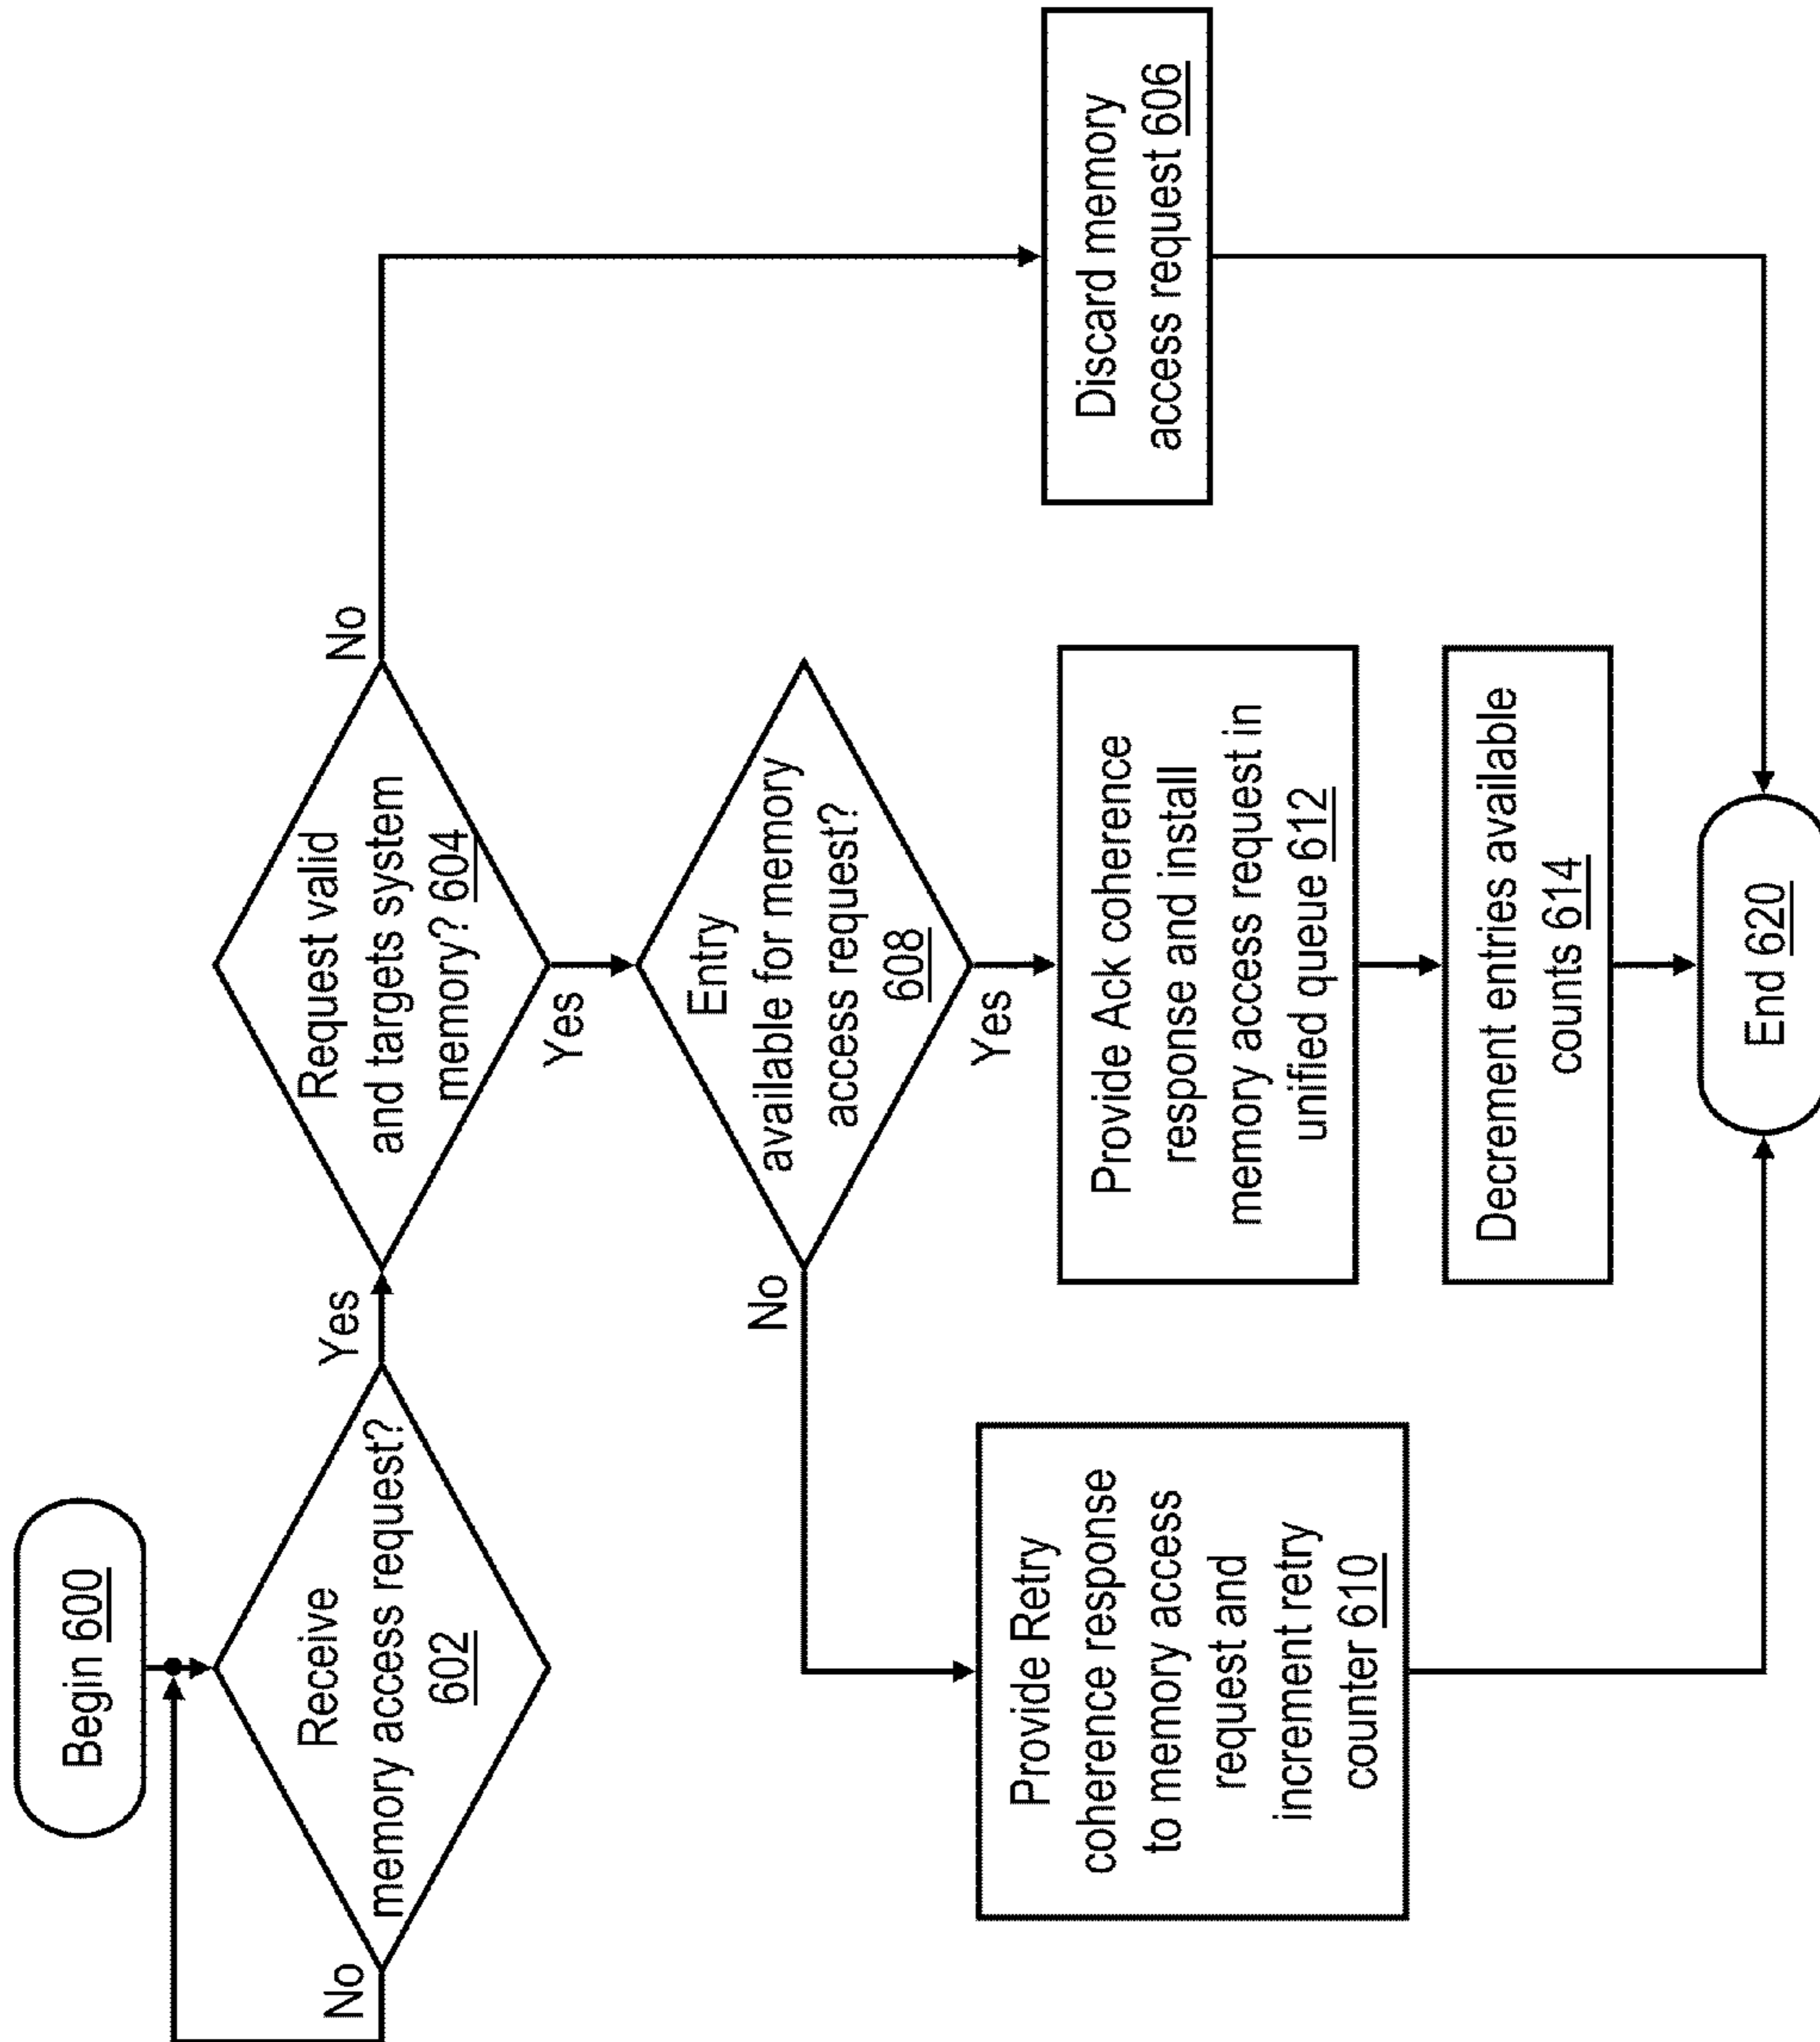 Begin 600
Receive
memory access request?
602
No
Yes
Request valid
and targets system
memory? 604
No
Yes
Entry
available for memory
access request?
608
No
Yes
Discard memory
access request 606
Provide Retry
coherence response
to memory access
request and
increment retry
counter 610
Provide Ack coherence
response and install
memory access request in
unified queue 612
Decrement entries available
counts 614
End 620